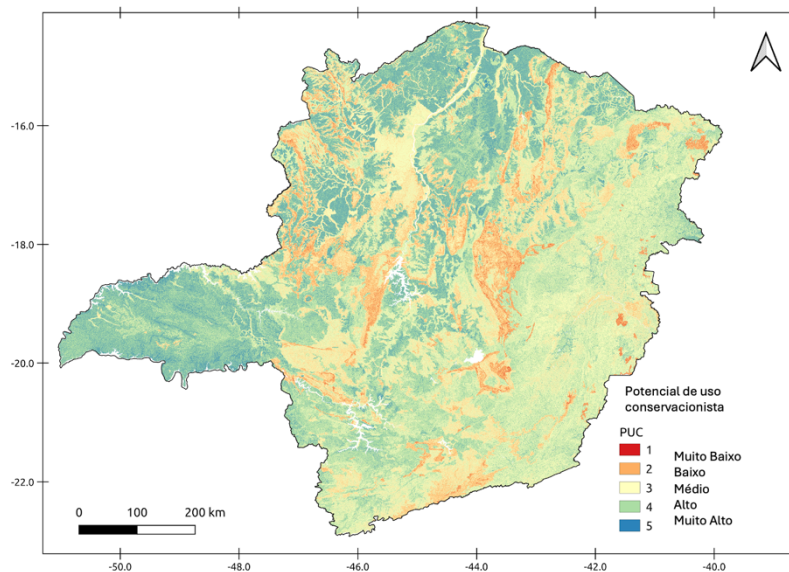 -16.0
-18.0
-20.0
-22.0
Potencial de uso
conservacionista
PUC
1 Muito Baixo
2 Baixo
3 Médio
4 Alto
5 Muito Alto
0 100 200 km
-50.0 -48.0 -46.0 -44.0 -42.0 -40.0